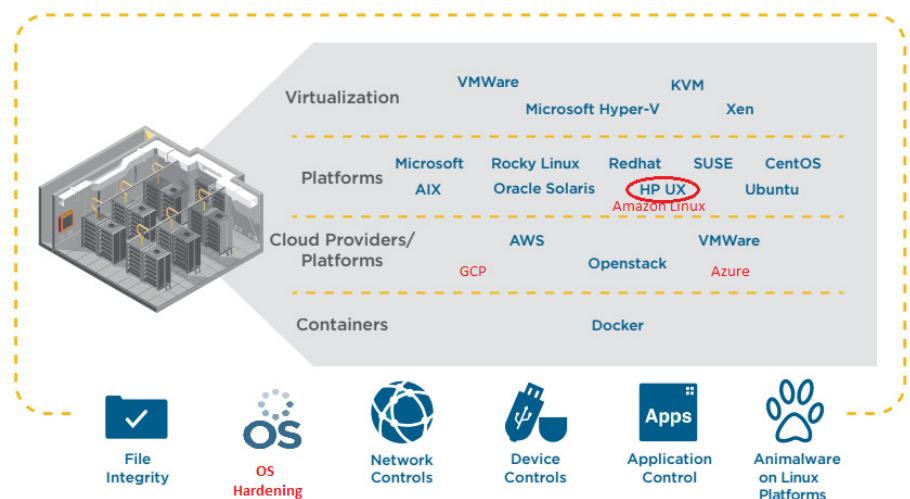 Virtualization
VMWare
KVM
Microsoft Hyper-V
Xen
Platforms
Microsoft Rocky Linux Redhat SUSE CentOS
AIX Oracle Solaris HP UX Ubuntu
Amazon Linux
Cloud Providers/
Platforms
AWS VMWare
GCP Openstack Azure
Containers
Docker
OS
Apps
File
Integrity
OS
Hardening
Network
Controls
Device
Controls
Application
Control
Animalware
on Linux
Platforms